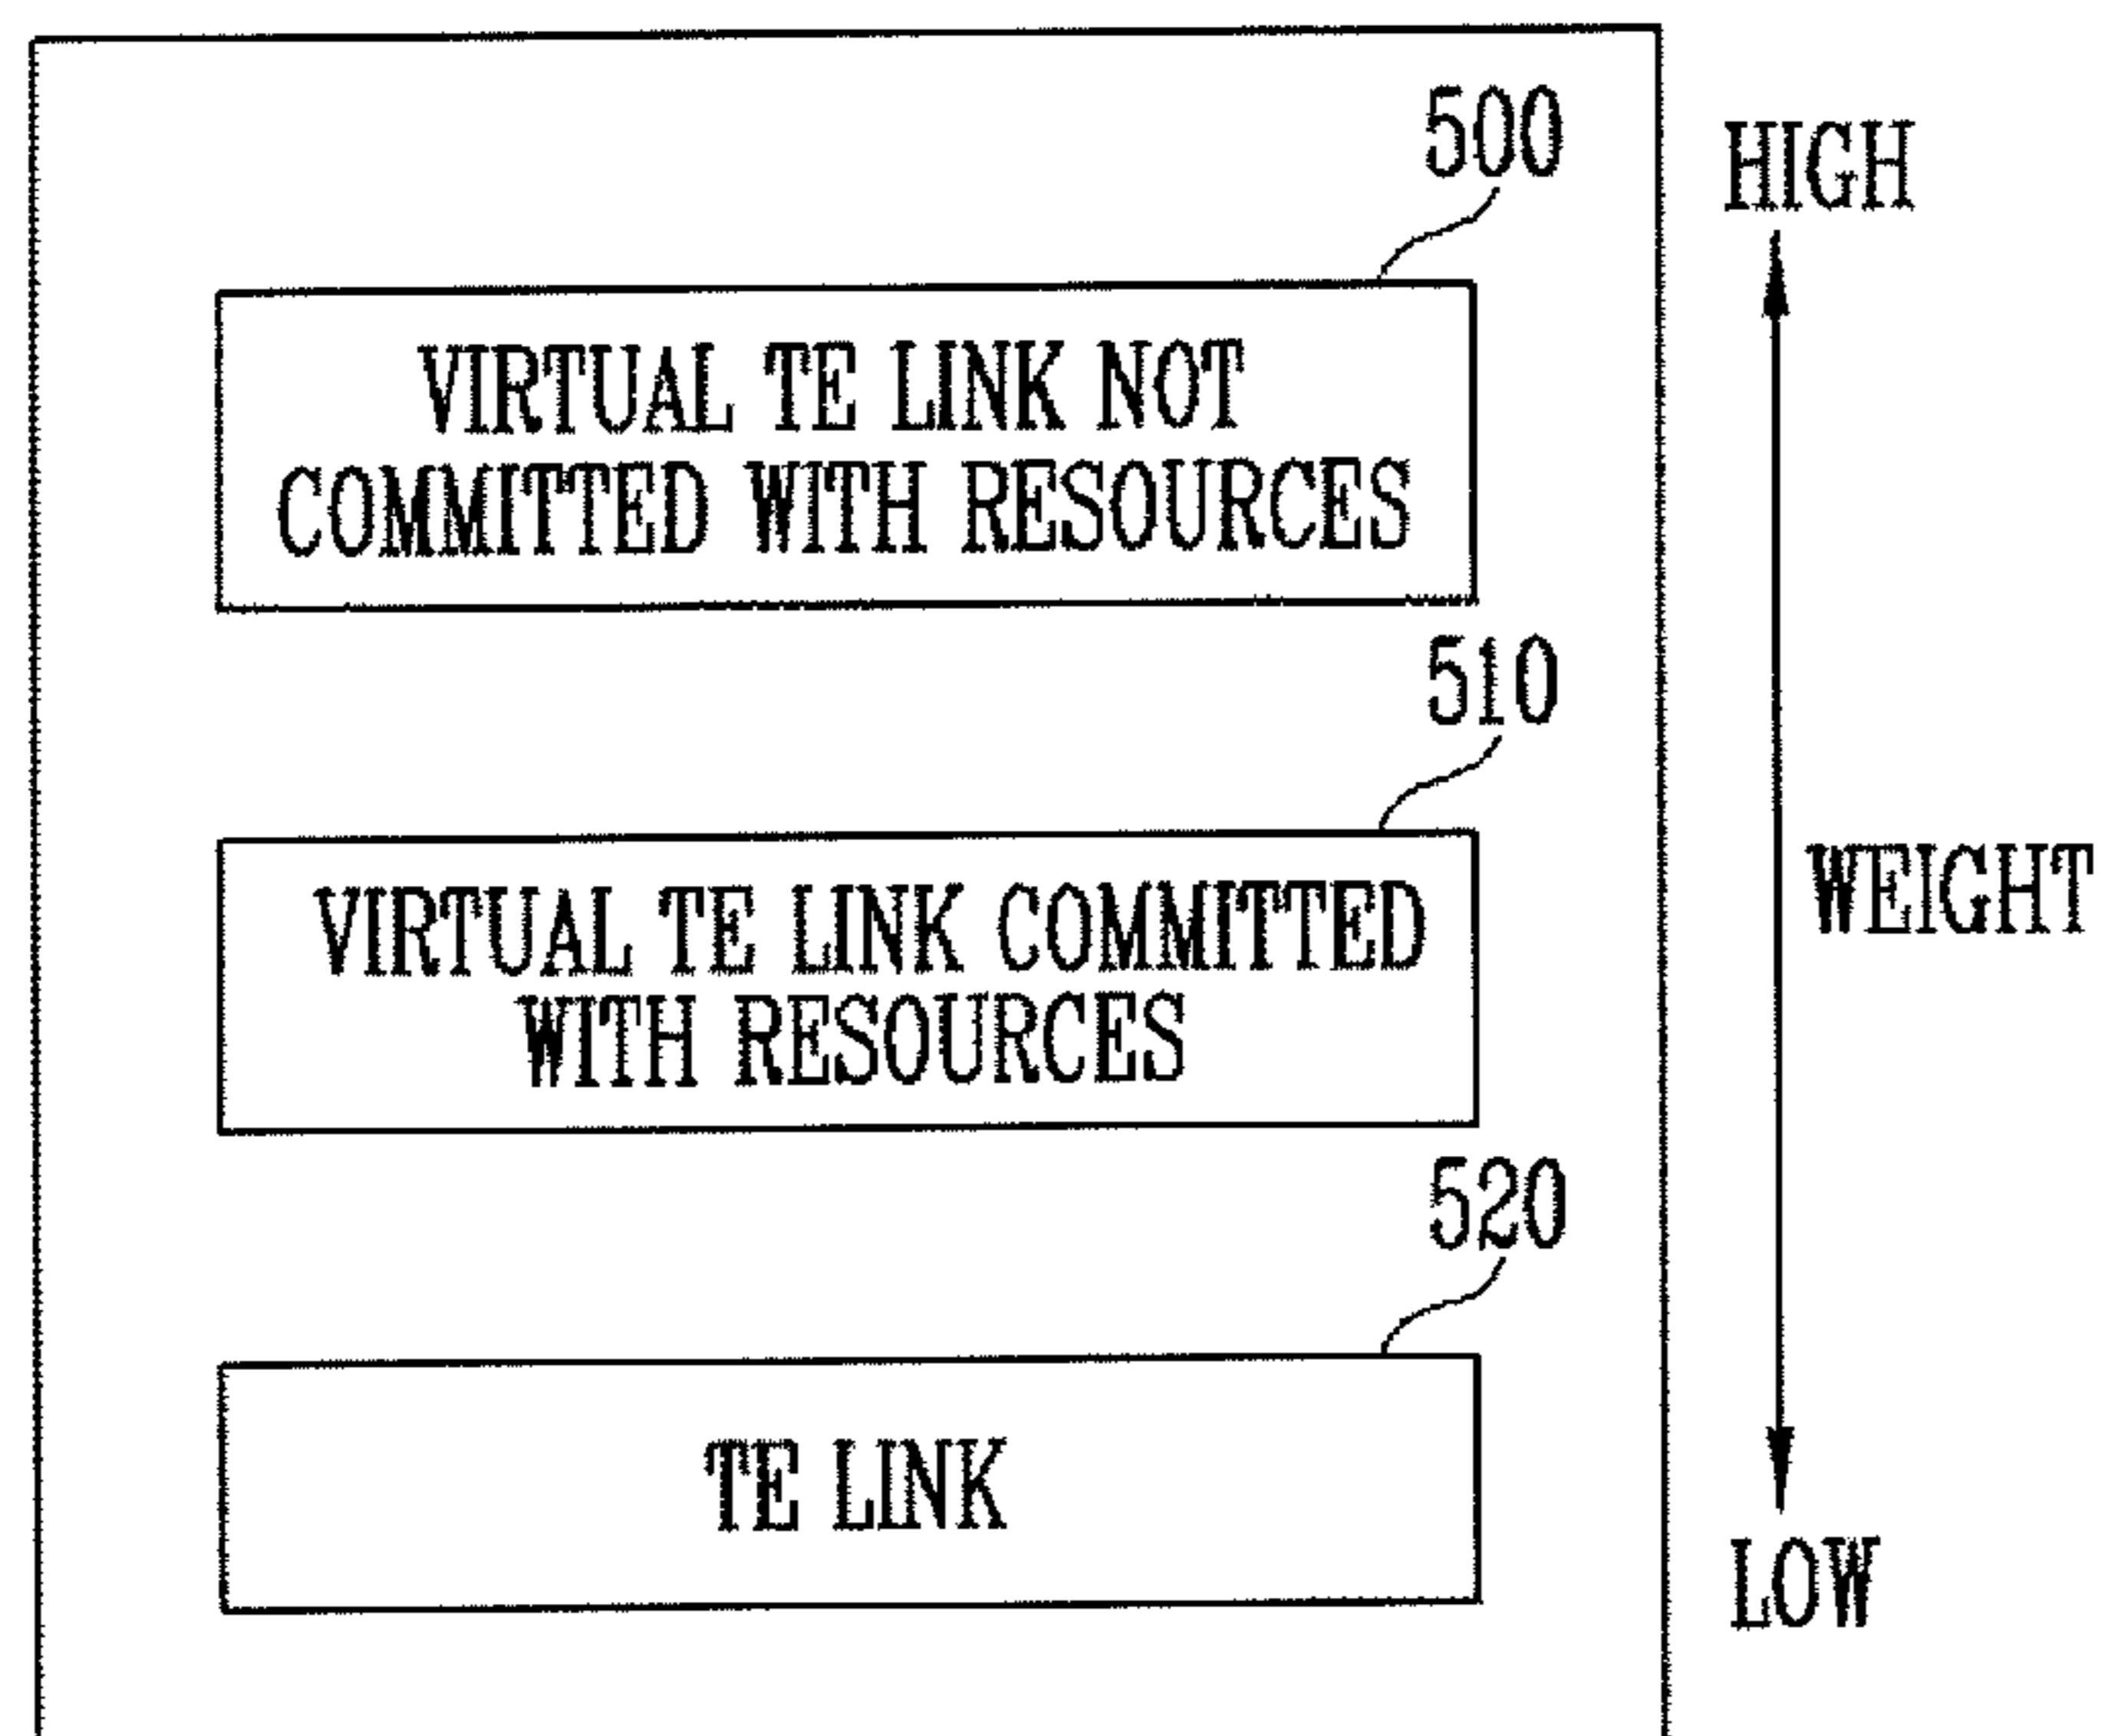 500
HIGH
VIRTUAL TE LINK NOT
COMMITTED WITH RESOURCES
510
VIRTUAL TE LINK COMMITTED
WITH RESOURCES
WEIGHT
520
TE LINK
LOW